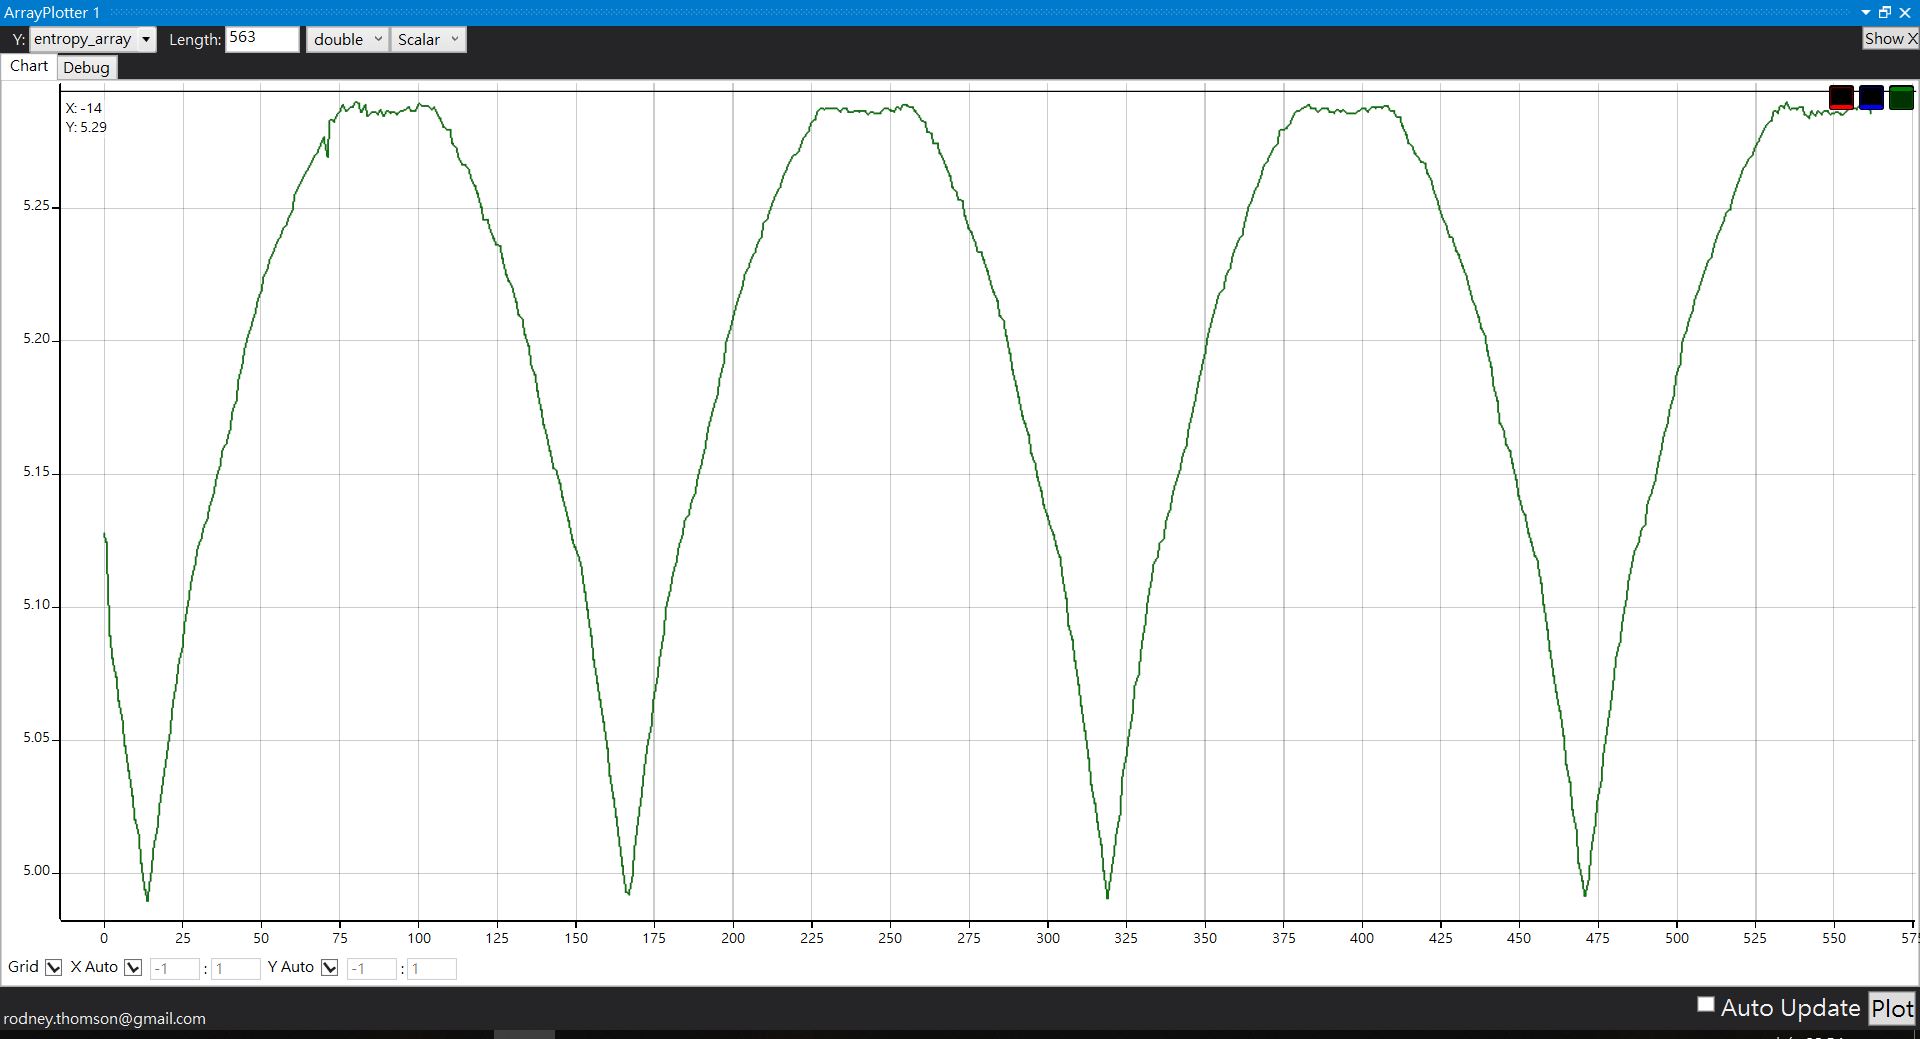 ArrayPlotter 1
Y: entropy_array Length: 563 double Scalar Show X
Chart Debug
X: -14
Y: 5.29
5.25
5.20
5.15
5.10
5.05
5.00
0 25 50 75 100 125 150 175 200 225 250 275 300 325 350 375 400 425 450 475 500 525 550 575
Grid X Auto -1 : 1 Y Auto -1 : 1
Auto Update Plot
rodney.thomson@gmail.com